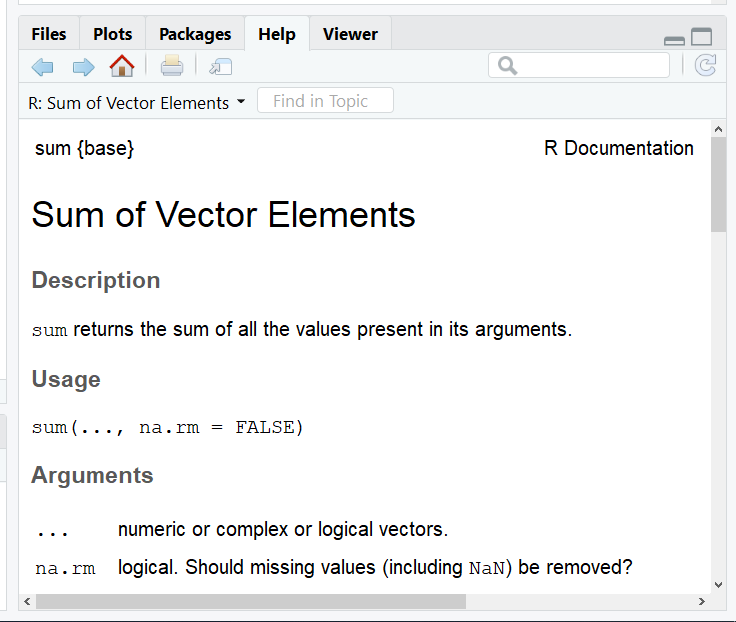 Files Plots Packages Help Viewer
R: Sum of Vector Elements Find in Topic
sum {base} R Documentation
Sum of Vector Elements
Description
sum returns the sum of all the values present in its arguments.
Usage
sum(..., na.rm = FALSE)
Arguments
... numeric or complex or logical vectors.
na.rm logical. Should missing values (including NaN) be removed?